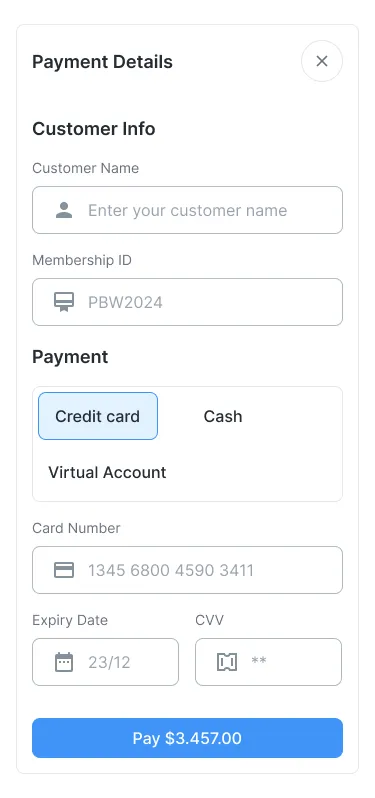 Payment Details
Customer Info
Customer Name
Enter your customer name
Membership ID
PBW2024
Payment
Credit card Cash
Virtual Account
Card Number
1345 6800 4590 3411
Expiry Date CVV
23/12 **
Pay $3.457.00